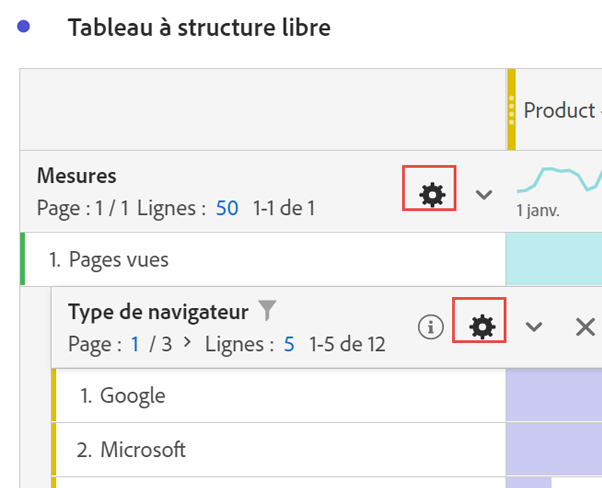 Tableau à structure libre
Product
Mesures
Page : 1 / 1 Lignes : 50 1-1 de 1
1 janv.
1. Pages vues
Type de navigateur
Page : 1 / 3 > Lignes : 5 1-5 de 12
1. Google
2. Microsoft